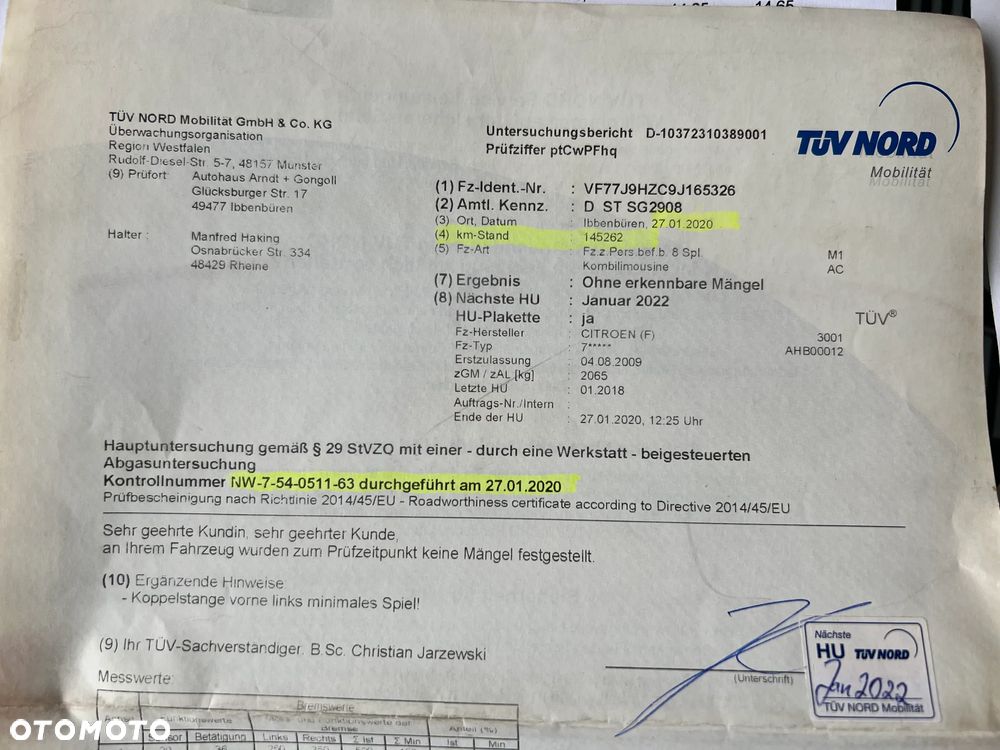 14.65
TÜV NORD Mobilität GmbH & Co. KG
Überwachungsorganisation
Region Westfalen
Rudolf-Diesel-Str. 5-7, 48157 Münster
(9) Prüfort: Autohaus Arndt + Gongoll
Glücksburger Str. 17
49477 Ibbenbüren
Halter : Manfred Haking
Osnabrücker Str. 334
48429 Rheine
Untersuchungsbericht D-10372310389001
Prüfziffer ptCwPFhq
TÜV NORD
Mobilität
(1) Fz-Ident.-Nr. : VF77J9HZC9J165326
(2) Amtl. Kennz. : D ST SG2908
(3) Ort, Datum : Ibbenbüren, 27.01.2020
(4) km-Stand : 145262
(5) Fz-Art : Fz.z.Pers.bef.b. 8 Spl. M1
Kombilimousine AC
(7) Ergebnis : Ohne erkennbare Mängel
(8) Nächste HU : Januar 2022
HU-Plakette : ja
TÜV®
Fz-Hersteller : CITROEN (F) 3001
Fz-Typ : 7***** AHB00012
Erstzulassung : 04.08.2009
zGM / zAL [kg] : 2065
Letzte HU : 01.2018
Auftrags-Nr./Intern :
Ende der HU : 27.01.2020, 12:25 Uhr
Hauptuntersuchung gemäß § 29 StVZO mit einer - durch eine Werkstatt - beigesteuerten
Abgasuntersuchung
Kontrollnummer NW-7-54-0511-63 durchgeführt am 27.01.2020
Prüfbescheinigung nach Richtlinie 2014/45/EU - Roadworthiness certificate according to Directive 2014/45/EU
Sehr geehrte Kundin, sehr geehrter Kunde,
an Ihrem Fahrzeug wurden zum Prüfzeitpunkt keine Mängel festgestellt.
(10) Ergänzende Hinweise:
- Koppelstange vorne links minimales Spiel!
(9) Ihr TÜV-Sachverständiger: B.Sc. Christian Jarzewski
(Unterschrift)
Nächste
HU TÜV NORD
Jan 2022
TÜV NORD Mobilität
Messwerte:
Bremswerte
Anteil (%)
Betätigung Links Rechts Σ Ist Σ Min Ist Min
OTOMOTO